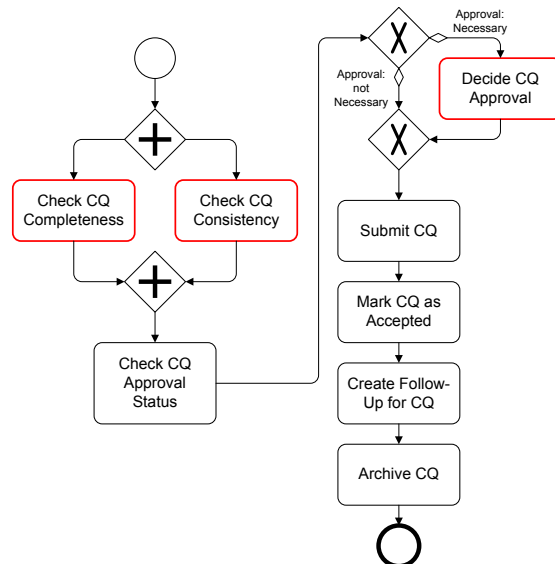 Approval:
Necessary
Approval:
not
Necessary
Decide CQ
Approval
Check CQ
Completeness
Check CQ
Consistency
Submit CQ
Mark CQ as
Accepted
Check CQ
Approval
Status
Create Follow-
Up for CQ
Archive CQ